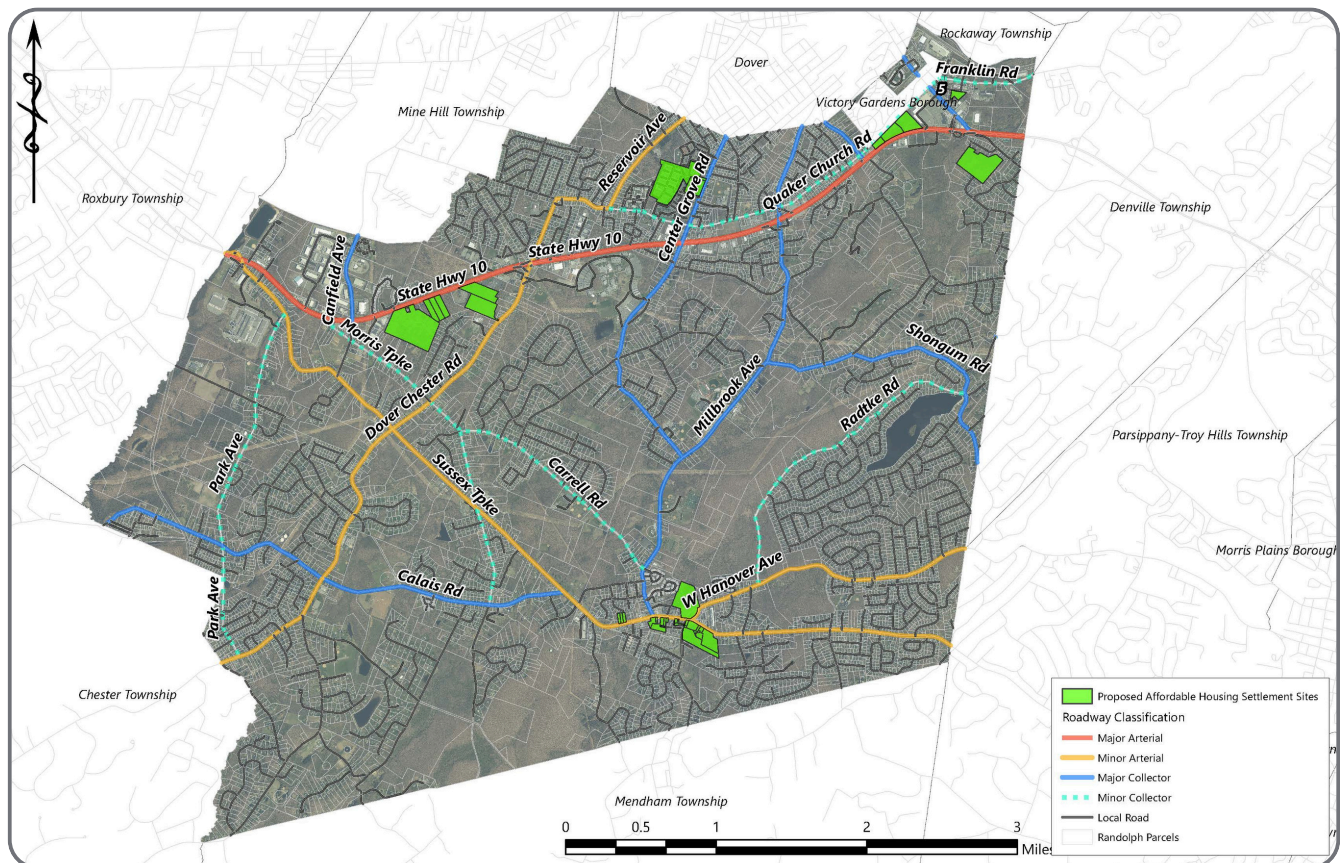 Rockaway Township
Dover
Franklin Rd
5
Victory Gardens Borough
Mine Hill Township
Reservoir Ave
Quaker Church Rd
Center Grove Rd
Roxbury Township
Denville Township
State Hwy 10
Canfield Ave
State Hwy 10
Morris Tpke
Shongum Rd
Dover Chester Rd
Millbrook Ave
Radtke Rd
Parsippany-Troy Hills Township
Park Ave
Sussex Tpke
Carrell Rd
Morris Plains Borough
W Hanover Ave
Calais Rd
Park Ave
Chester Township
Mendham Township
Proposed Affordable Housing Settlement Sites
Roadway Classification
Major Arterial
Minor Arterial
Major Collector
Minor Collector
Local Road
Randolph Parcels
0 0.5 1 2 3
Miles